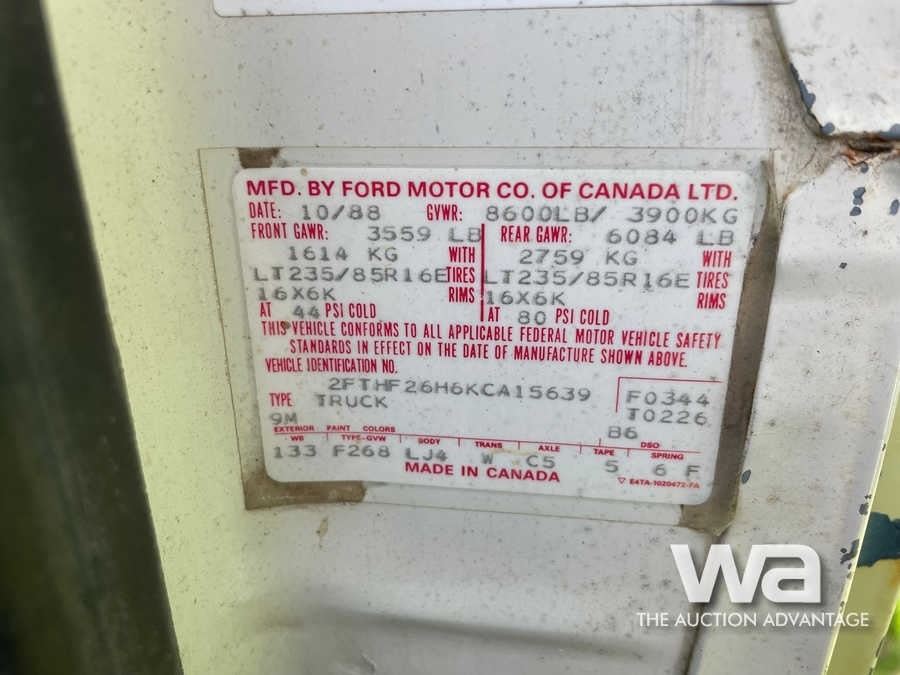 MFD. BY FORD MOTOR CO. OF CANADA LTD.
DATE: 10/88 GVWR: 8600LB/ 3900KG
FRONT GAWR: 3559 LB REAR GAWR: 6084 LB
1614 KG WITH 2759 KG WITH
LT235/85R16E TIRES LT235/85R16E TIRES
16X6K RIMS 16X6K RIMS
AT 44 PSI COLD AT 80 PSI COLD
THIS VEHICLE CONFORMS TO ALL APPLICABLE FEDERAL MOTOR VEHICLE SAFETY
STANDARDS IN EFFECT ON THE DATE OF MANUFACTURE SHOWN ABOVE.
VEHICLE IDENTIFICATION NO.
2FTHF26H6KCA15639 F0344
TYPE TRUCK T0226
9M B6
EXTERIOR PAINT COLORS DSO
WB TYPE-GVW BODY TRANS AXLE TAPE SPRING
133 F268 LJ4 W C5 5 6 F
MADE IN CANADA
▽ E4TA-1020472-FA
wa
THE AUCTION ADVANTAGE